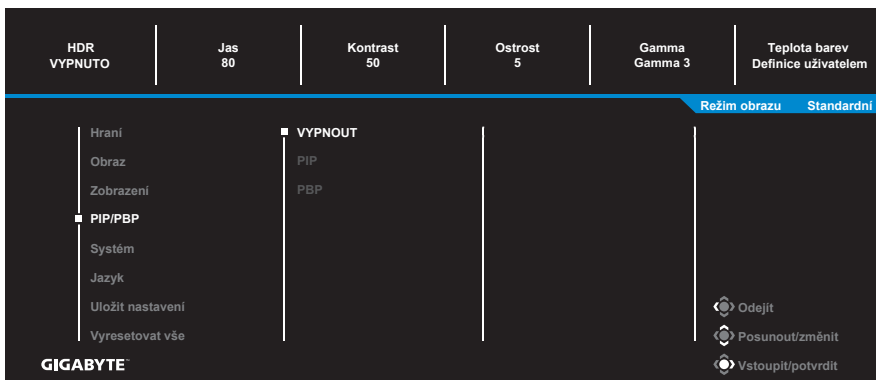 HDR Jas Kontrast Ostrost Gamma Teplota barev
VYPNUTO 80 50 5 Gamma 3 Definice uživatelem
Režim obrazu Standardní
Hraní VYPNOUT
Obraz PIP
Zobrazení PBP
PIP/PBP
Systém
Jazyk
Uložit nastavení Odejít
Vyresetovat vše Posunout/změnit
GIGABYTE™ Vstoupit/potvrdit